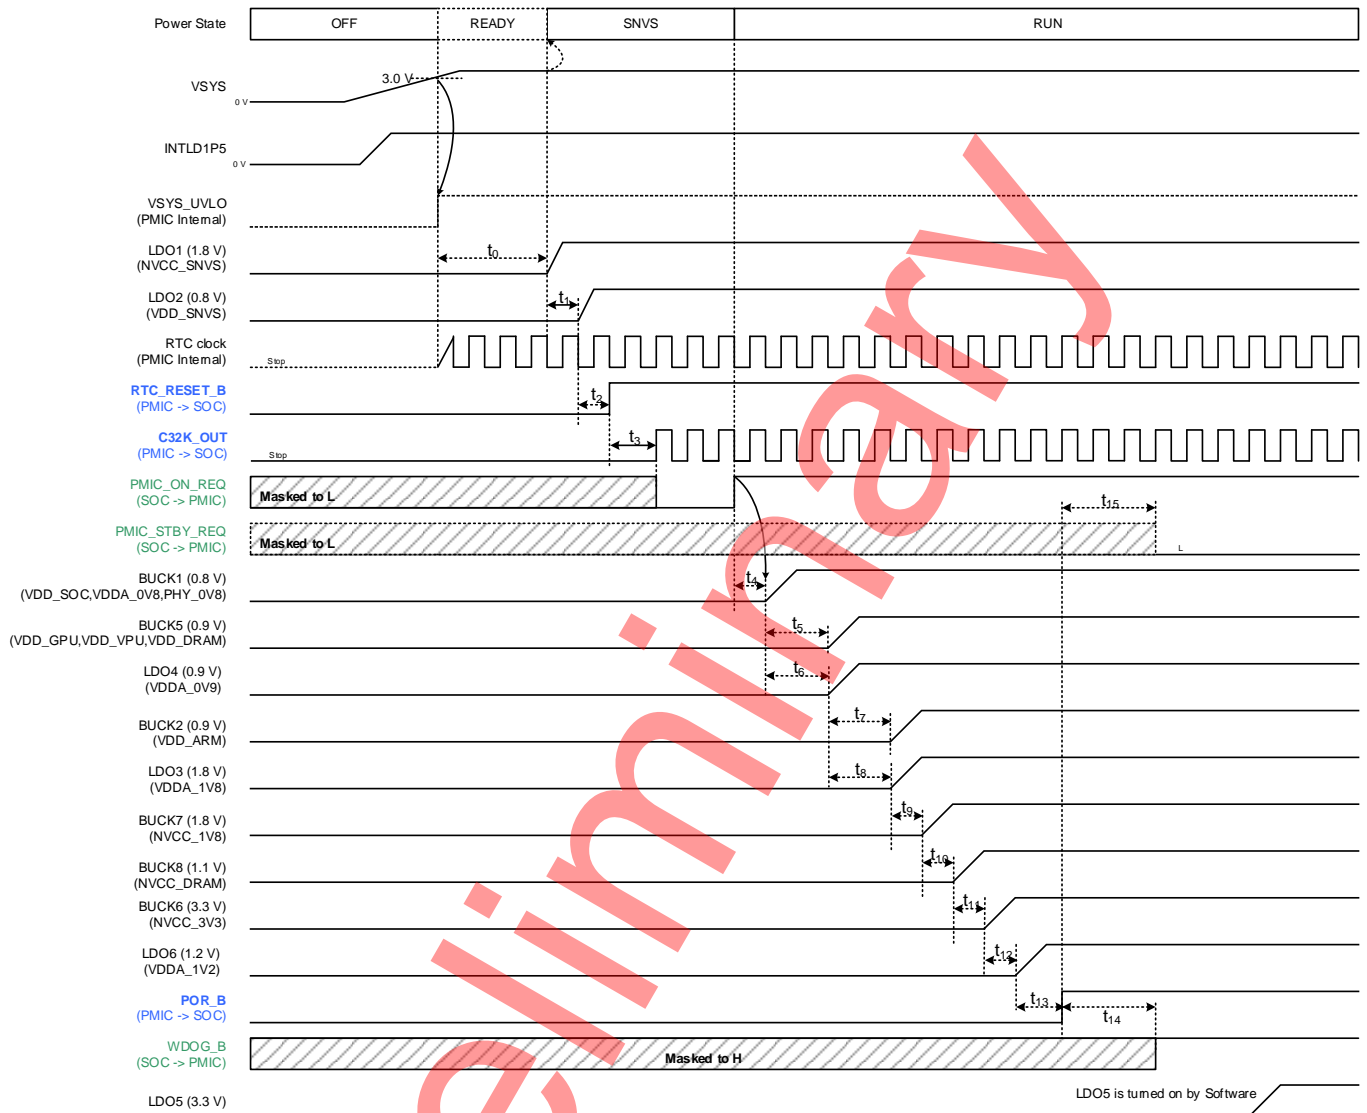 Power State OFF READY SNVS RUN
3.0 V
VSYS
0 V
INTLD1P5
0 V
VSYS_UVLO
(PMIC Internal)
LDO1 (1.8 V)
(NVCC_SNVS)
t0
LDO2 (0.8 V)
(VDD_SNVS)
t1
RTC clock
(PMIC Internal)
Stop
RTC_RESET_B
(PMIC -> SOC)
t2
C32K_OUT
(PMIC -> SOC)
Stop
t3
PMIC_ON_REQ
(SOC -> PMIC)
Masked to L
t15
PMIC_STBY_REQ
(SOC -> PMIC)
Masked to L
L
BUCK1 (0.8 V)
(VDD_SOC,VDDA_0V8,PHY_0V8)
t4
BUCK5 (0.9 V)
(VDD_GPU,VDD_VPU,VDD_DRAM)
t5
LDO4 (0.9 V)
(VDDA_0V9)
t6
BUCK2 (0.9 V)
(VDD_ARM)
t7
LDO3 (1.8 V)
(VDDA_1V8)
t8
BUCK7 (1.8 V)
(NVCC_1V8)
t9
BUCK8 (1.1 V)
(NVCC_DRAM)
t10
BUCK6 (3.3 V)
(NVCC_3V3)
t11
LDO6 (1.2 V)
(VDDA_1V2)
t12
POR_B
(PMIC -> SOC)
t13
t14
WDOG_B
(SOC -> PMIC)
Masked to H
LDO5 (3.3 V)
LDO5 is turned on by Software
eliminary